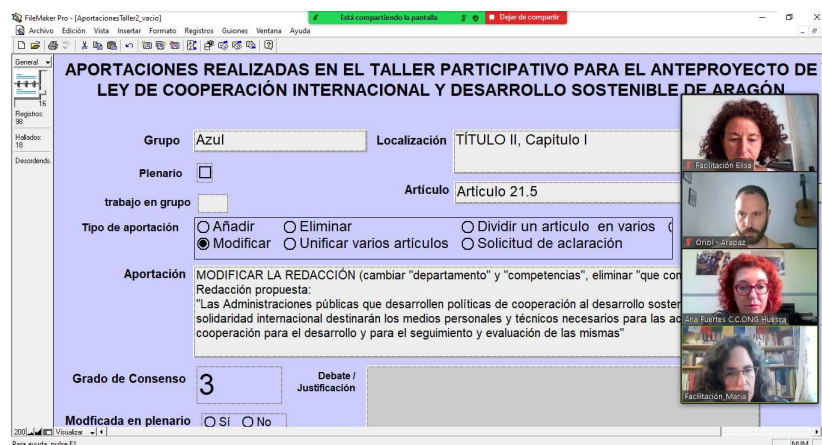 FileMaker Pro - [AportacionesTaller2_vacio]
Está compartiendo la pantalla
Dejar de compartir
Archivo Edición Vista Insertar Formato Registros Guiones Ventana Ayuda
General
16
Registros:
98
Hallados:
18
Desordends.
APORTACIONES REALIZADAS EN EL TALLER PARTICIPATIVO PARA EL ANTEPROYECTO DE
LEY DE COOPERACIÓN INTERNACIONAL Y DESARROLLO SOSTENIBLE DE ARAGÓN
Grupo Azul Localización TÍTULO II, Capítulo I
Plenario
Artículo Artículo 21.5
trabajo en grupo
Tipo de aportación Añadir Eliminar Dividir un artículo en varios
Modificar Unificar varios artículos Solicitud de aclaración
Aportación MODIFICAR LA REDACCIÓN (cambiar "departamento" y "competencias", eliminar "que con
Redacción propuesta:
"Las Administraciones públicas que desarrollen políticas de cooperación al desarrollo soster
solidaridad internacional destinarán los medios personales y técnicos necesarios para las ac
cooperación para el desarrollo y para el seguimiento y evaluación de las mismas"
Grado de Consenso 3 Debate /
Justificación
Modficada en plenario Sí No
Facilitación Elisa
Oriol - Arapaz
Ana Fuertes C.C.ONG Huesca
Facilitación_Maria
200 Visualizar
Para ayuda, pulse F1
NUM